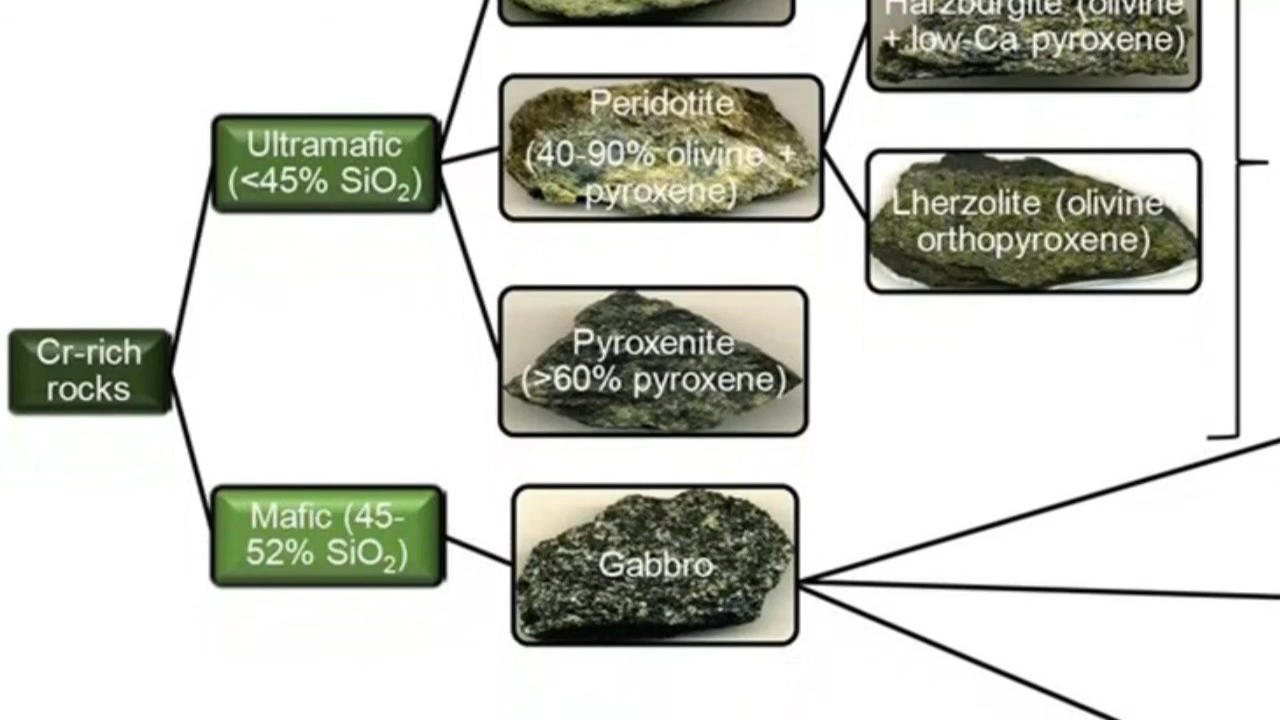 Harzburgite (olivine
+ low-Ca pyroxene)
Peridotite
(40-90% olivine +
pyroxene)
Ultramafic
(<45% SiO₂)
Lherzolite (olivine
orthopyroxene)
Pyroxenite
(>60% pyroxene)
Cr-rich
rocks
Mafic (45-
52% SiO₂)
Gabbro